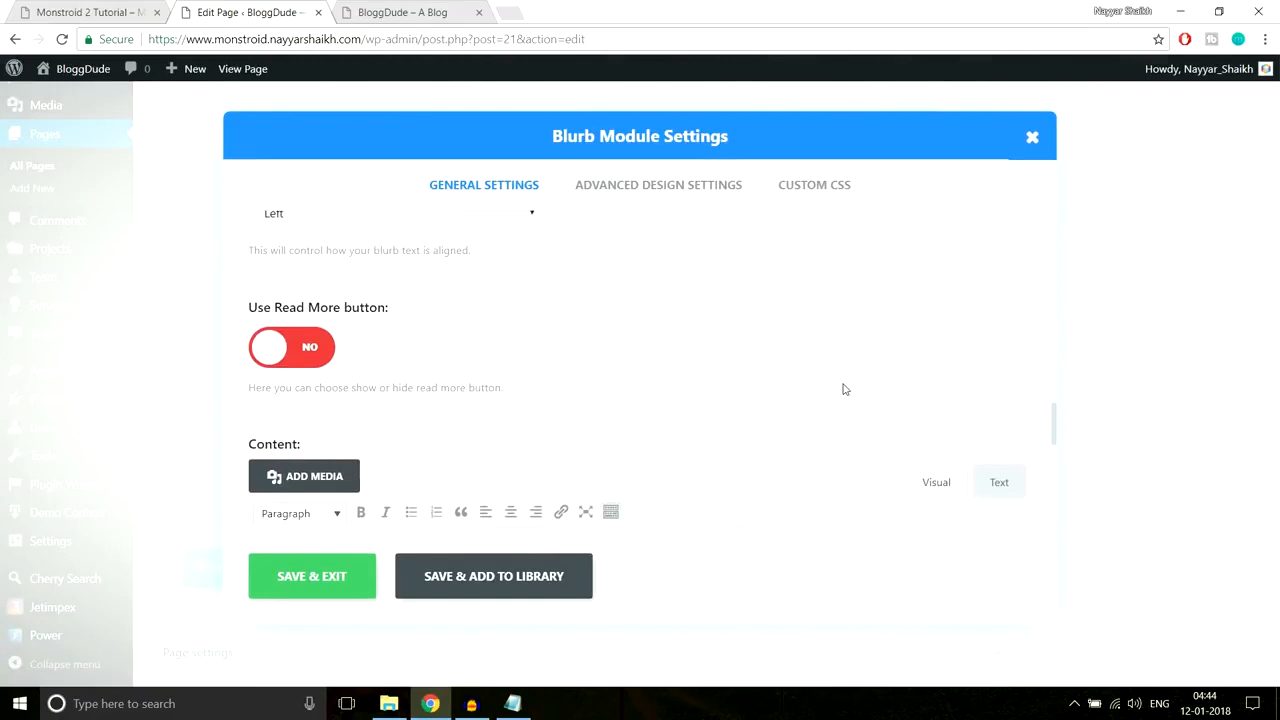 Monstroid 2 Tutorial – M
Edit Page ‹ BloggDude —
BloggDude – A Blog
Nayyar Shaikh
Secure
https://www.monstroid.nayyarshaikh.com/wp-admin/post.php?post=21&action=edit
BloggDude
0
New
View Page
Howdy, Nayyar_Shaikh
Media
Pages
All Pages
Add New
Comments
Projects
Team
Settings
Cherry Search
Jetimpex
Power
Collapse menu
Blurb Module Settings
GENERAL SETTINGS
ADVANCED DESIGN SETTINGS
CUSTOM CSS
Left
This will control how your blurb text is aligned.
Use Read More button:
NO
Here you can choose show or hide read more button.
Content:
ADD MEDIA
Visual
Text
Paragraph
SAVE & EXIT
SAVE & ADD TO LIBRARY
Page settings
Type here to search
ENG
04:44
12-01-2018